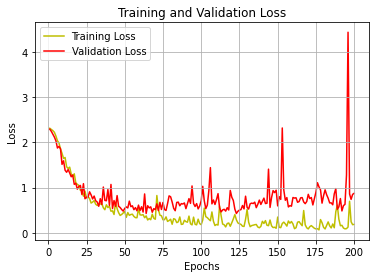 Training and Validation Loss
Training Loss
Validation Loss
Loss
4
3
2
1
0
0 25 50 75 100 125 150 175 200
Epochs